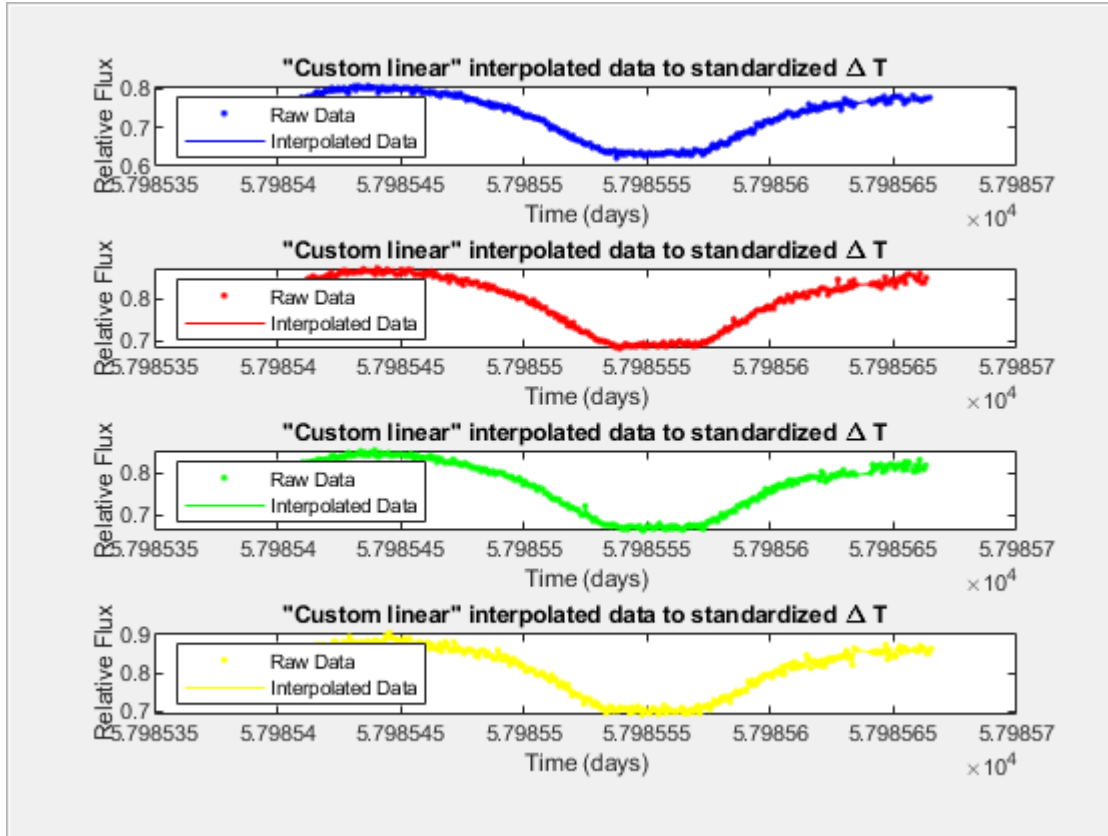 "Custom linear" interpolated data to standardized Δ T
Relative Flux
0.8
0.7
0.6
Raw Data
Interpolated Data
5.798535 5.79854 5.798545 5.79855 5.798555 5.79856 5.798565 5.79857
Time (days)
×10^4
"Custom linear" interpolated data to standardized Δ T
Relative Flux
0.8
0.7
Raw Data
Interpolated Data
5.798535 5.79854 5.798545 5.79855 5.798555 5.79856 5.798565 5.79857
Time (days)
×10^4
"Custom linear" interpolated data to standardized Δ T
Relative Flux
0.8
0.7
Raw Data
Interpolated Data
5.798535 5.79854 5.798545 5.79855 5.798555 5.79856 5.798565 5.79857
Time (days)
×10^4
"Custom linear" interpolated data to standardized Δ T
Relative Flux
0.9
0.8
0.7
Raw Data
Interpolated Data
5.798535 5.79854 5.798545 5.79855 5.798555 5.79856 5.798565 5.79857
Time (days)
×10^4